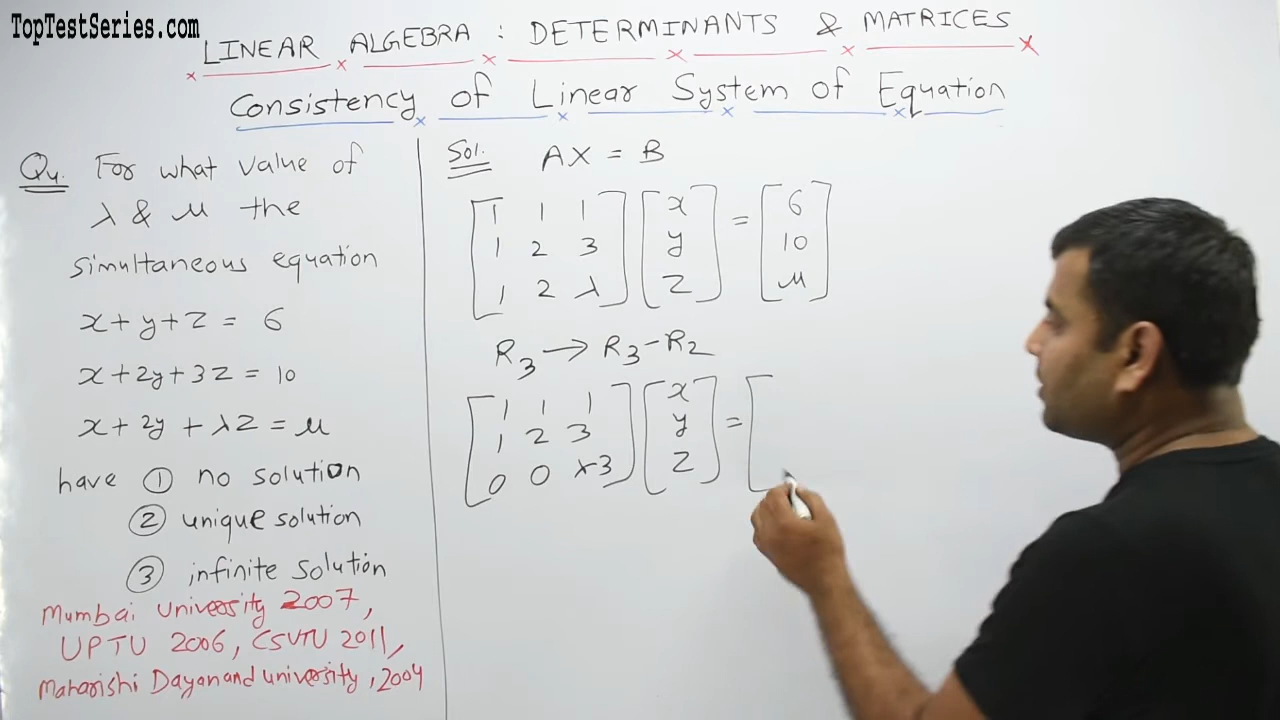 TopTestSeries.com
LINEAR ALGEBRA : DETERMINANTS & MATRICES
Consistency of Linear System of Equation
Q4. For what value of
λ & μ the
simultaneous equation
x + y + z = 6
x + 2y + 3z = 10
x + 2y + λz = μ
have ① no solution
② unique solution
③ infinite solution
Mumbai University 2007,
UPTU 2006, CSVTU 2011,
Maharishi Dayanand university, 2004
Sol. AX = B
[1 1 1] [x] = [6]
[1 2 3] [y] [10]
[1 2 λ] [z] [μ]
R3 → R3 - R2
[1 1 1] [x] = [
[1 2 3] [y]
[0 0 λ-3] [z]